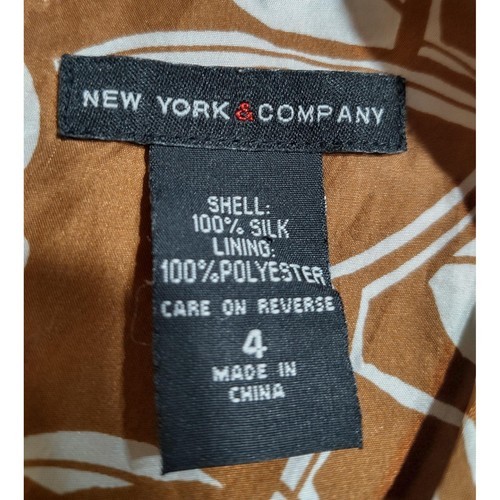 NEW YORK & COMPANY
SHELL:
100% SILK
LINING:
100%POLYESTER
CARE ON REVERSE
4
MADE IN
CHINA